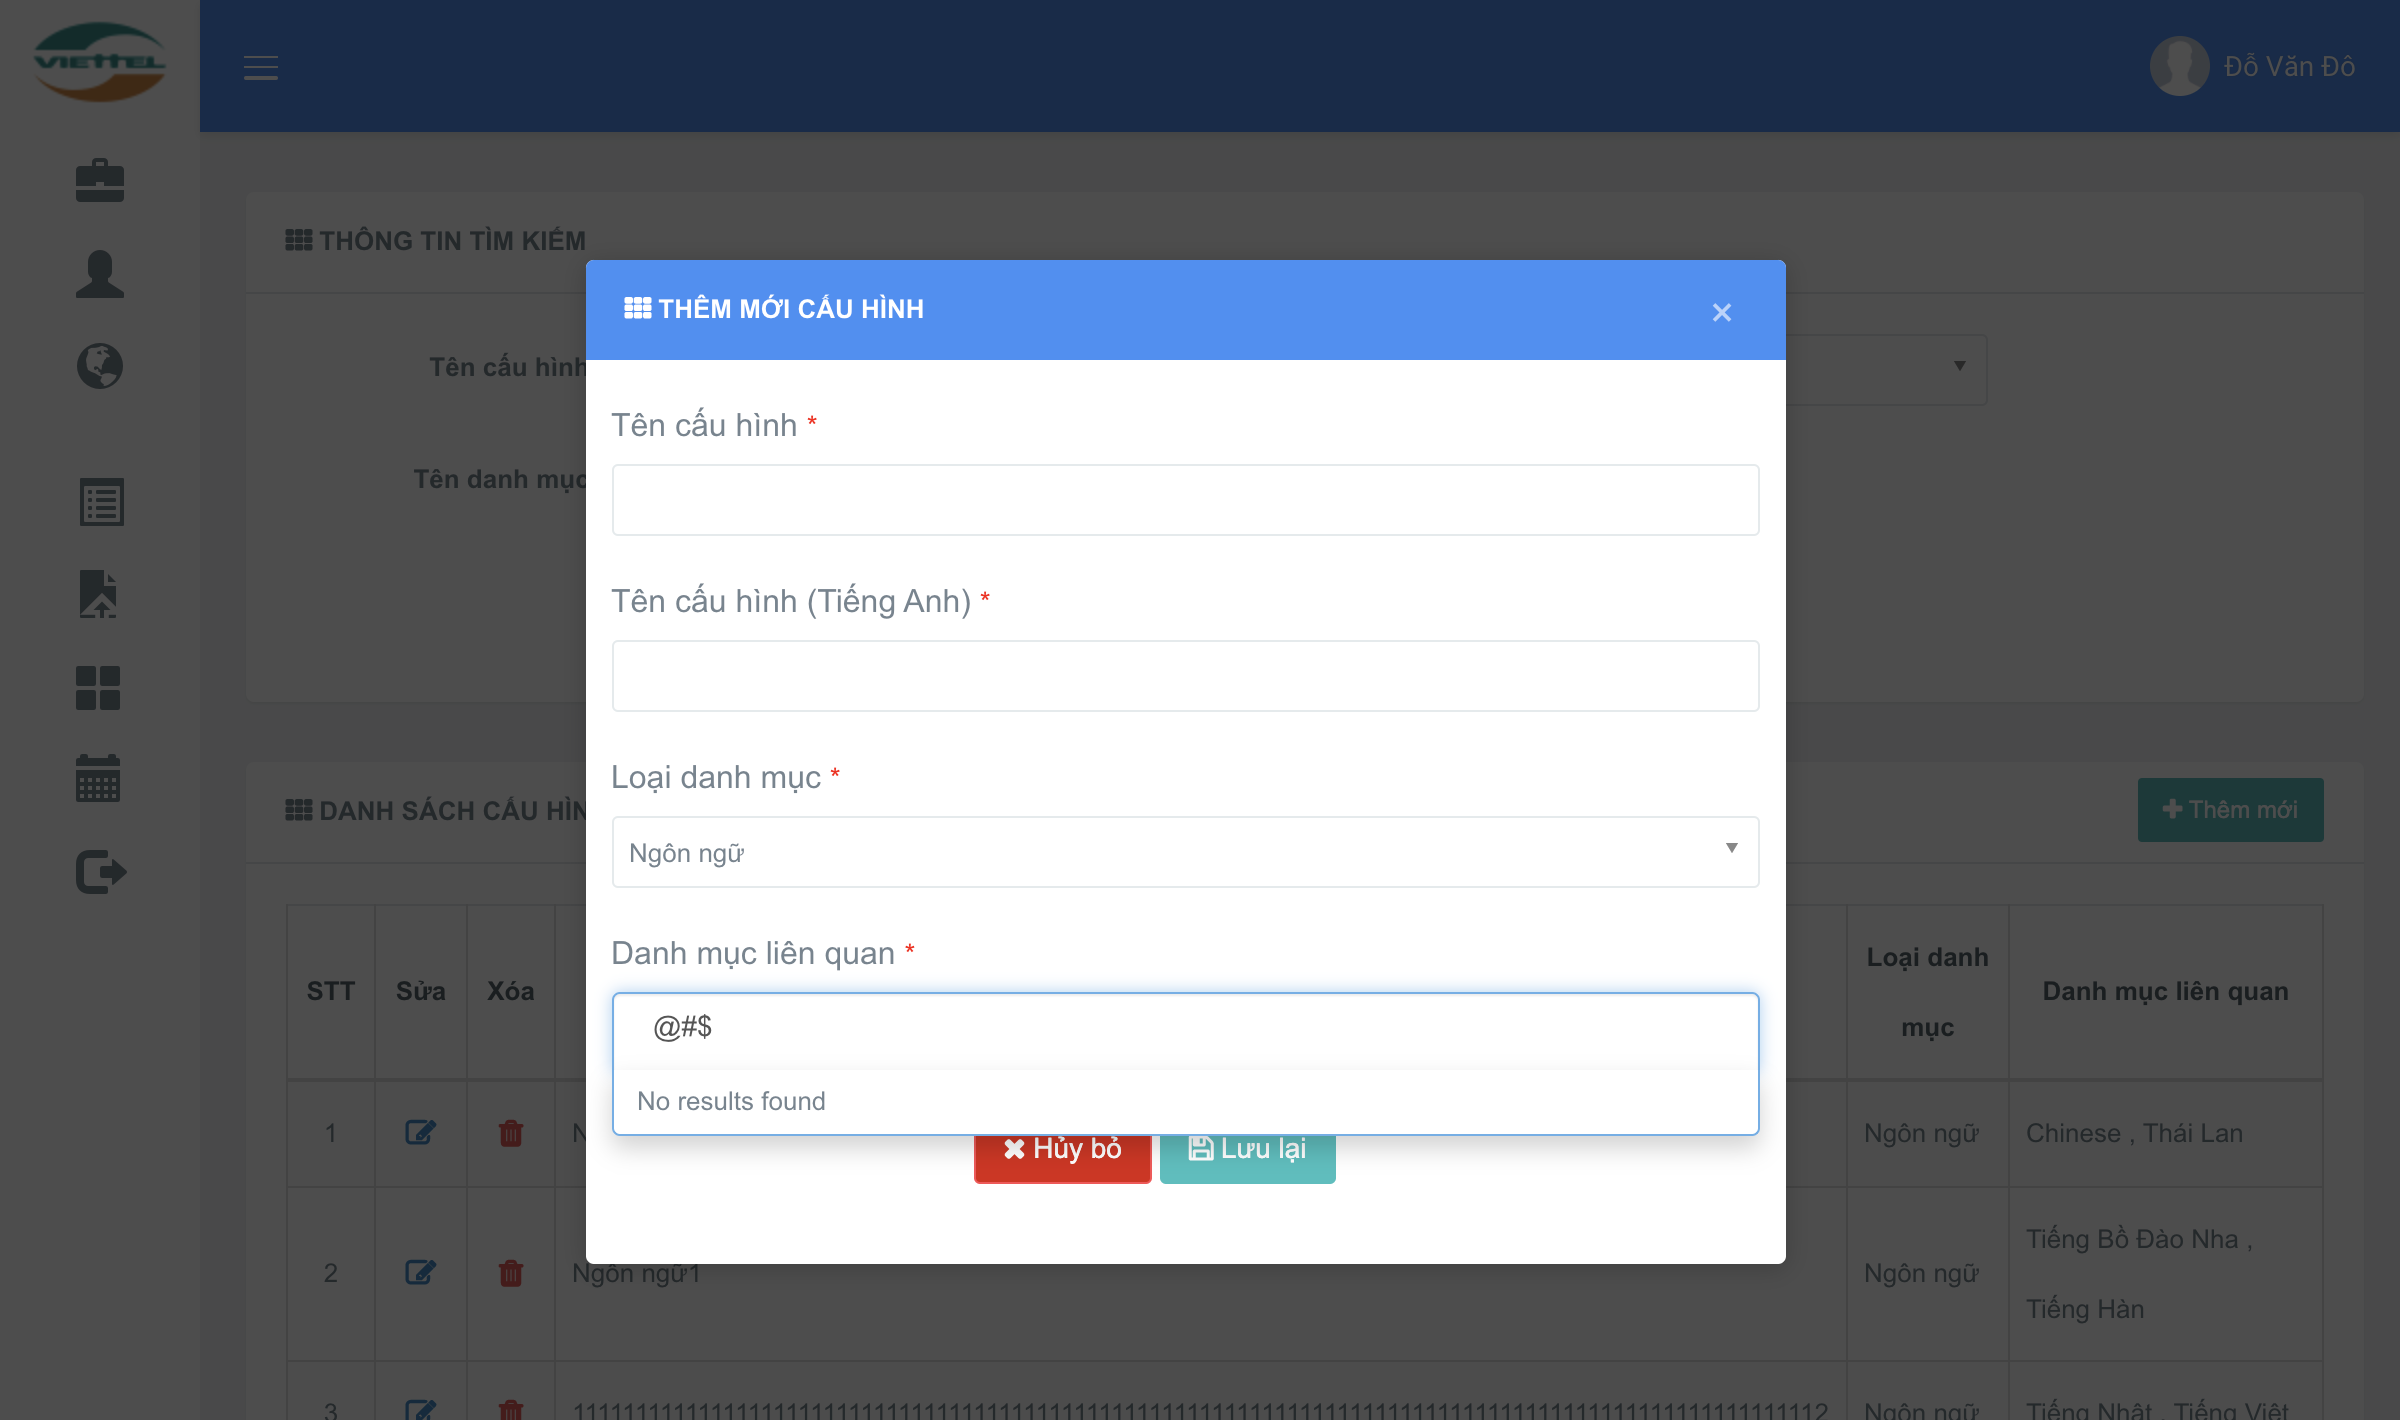 VIETTEL
Đỗ Văn Đô
THÔNG TIN TÌM KIẾM
THÊM MỚI CẤU HÌNH
×
Tên cấu hình
Tên danh mục
Tên cấu hình *
Tên cấu hình (Tiếng Anh) *
Loại danh mục *
Ngôn ngữ
Danh mục liên quan *
@#$
No results found
Hủy bỏ
Lưu lại
DANH SÁCH CẤU HÌN
Thêm mới
STT
Sửa
Xóa
Loại danh mục
Danh mục liên quan
1
N
Ngôn ngữ
Chinese , Thái Lan
2
Ngôn ngữ1
Ngôn ngữ
Tiếng Bồ Đào Nha ,
Tiếng Hàn
3
Ngôn ngữ
Tiếng Nhật , Tiếng Việt